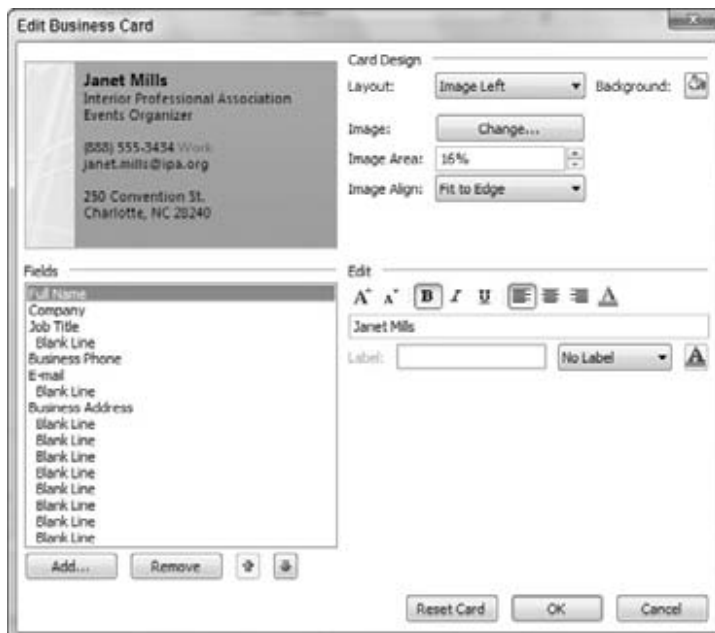 Edit Business Card
Janet Mills
Interior Professional Association
Events Organizer
(888) 555-3434 Work
janet.mills@ipa.org
250 Convention St.
Charlotte, NC 28240
Card Design
Layout: Image Left Background:
Image: Change...
Image Area: 16%
Image Align: Fit to Edge
Fields
Full Name
Company
Job Title
Blank Line
Business Phone
E-mail
Blank Line
Business Address
Blank Line
Blank Line
Blank Line
Blank Line
Blank Line
Blank Line
Blank Line
Blank Line
Add... Remove
Edit
A A B I U A
Janet Mills
Label: No Label A
Reset Card OK Cancel